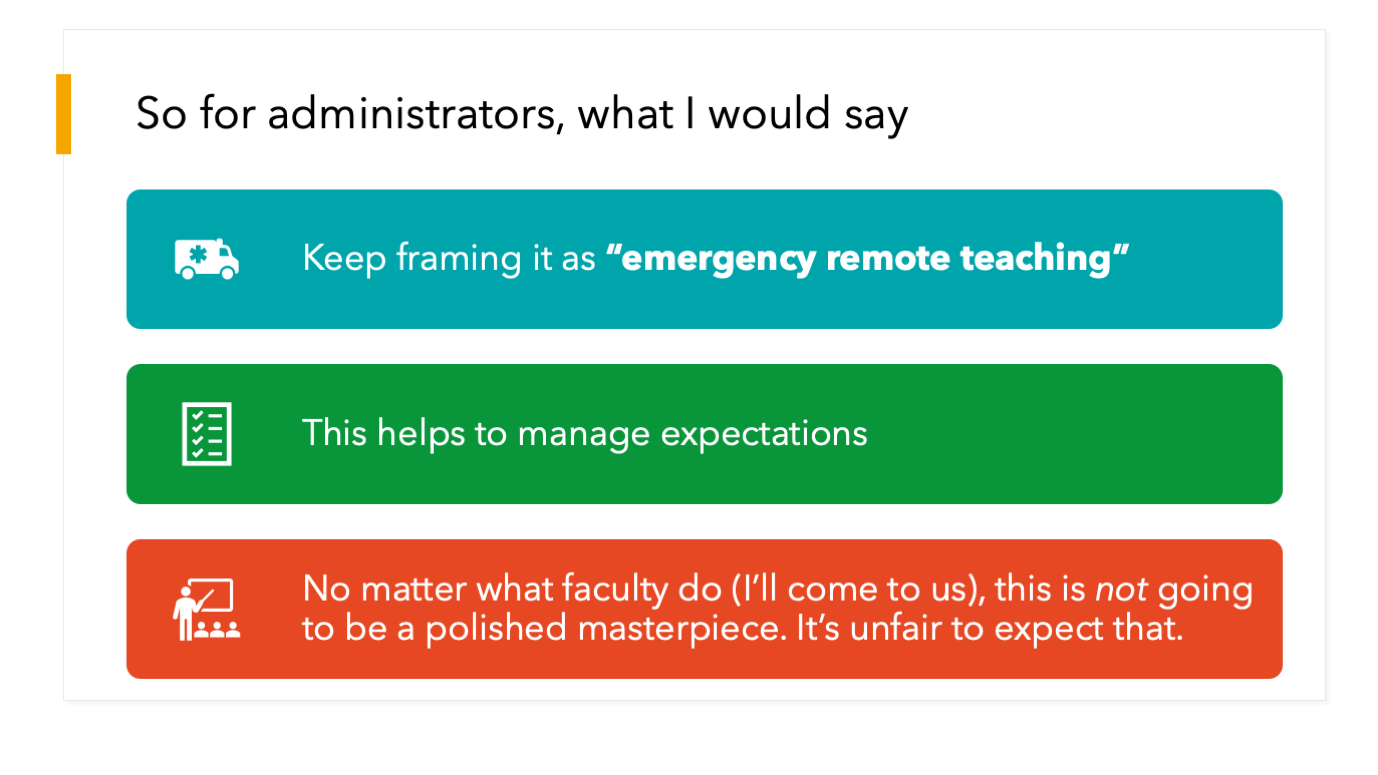 So for administrators, what I would say
Keep framing it as “emergency remote teaching”
This helps to manage expectations
No matter what faculty do (I’ll come to us), this is not going
to be a polished masterpiece. It’s unfair to expect that.